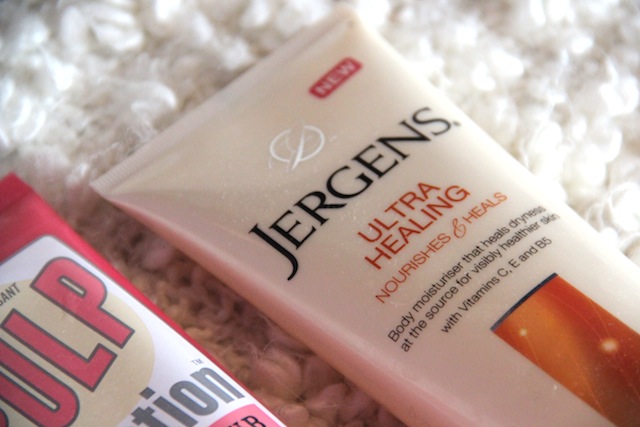 NEW
JERGENS
ULTRA
HEALING
NOURISHES & HEALS
Body moisturiser that heals dryness
at the source for visibly healthier skin
with Vitamins C, E and B5
ULP
tion™